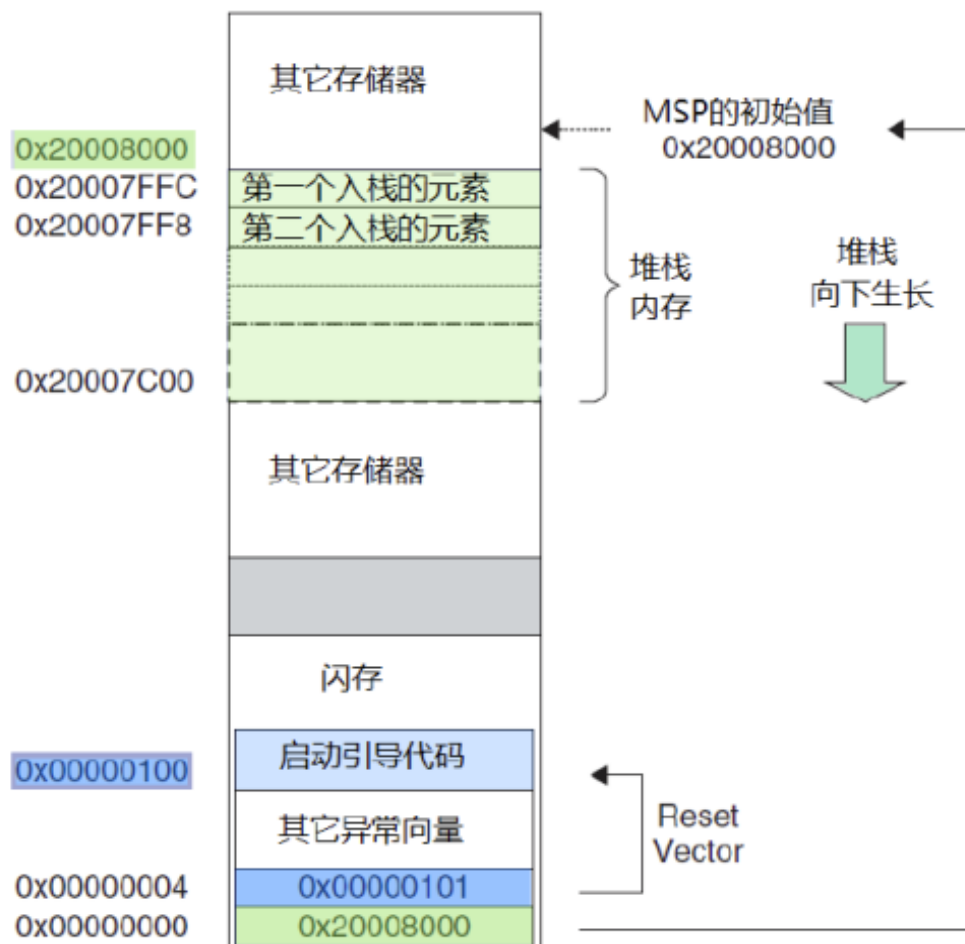 其它存储器
MSP的初始值
0x20008000
0x20008000
0x20007FFC
第一个入栈的元素
0x20007FF8
第二个入栈的元素
堆栈
内存
堆栈
向下生长
0x20007C00
其它存储器
闪存
启动引导代码
0x00000100
其它异常向量
Reset
Vector
0x00000004
0x00000101
0x00000000
0x20008000